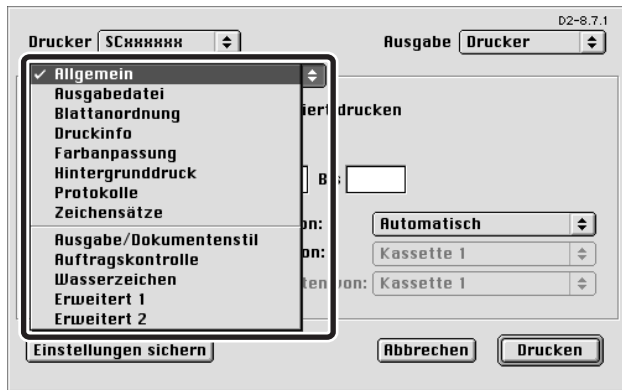 D2-8.7.1
Drucker SCxxxxxx Ausgabe Drucker
✓ Allgemein
Ausgabedatei
Blattanordnung
iert drucken
Druckinfo
Farbanpassung
Hintergrunddruck
Bis
Protokolle
Zeichensätze
on: Automatisch
Ausgabe/Dokumentenstil
on: Kassette 1
Auftragskontrolle
Wasserzeichen
ten von: Kassette 1
Erweitert 1
Erweitert 2
Einstellungen sichern Abbrechen Drucken